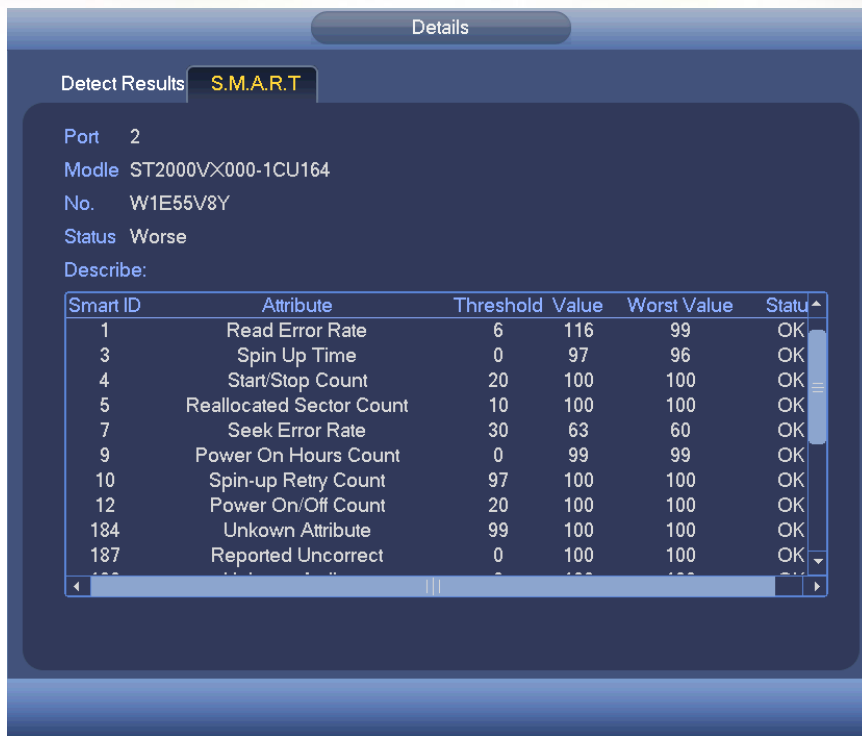 Details
Detect Results S.M.A.R.T
Port 2
Modle ST2000VX000-1CU164
No. W1E55V8Y
Status Worse
Describe:
Smart ID Attribute Threshold Value Worst Value Statu
1 Read Error Rate 6 116 99 OK
3 Spin Up Time 0 97 96 OK
4 Start/Stop Count 20 100 100 OK
5 Reallocated Sector Count 10 100 100 OK
7 Seek Error Rate 30 63 60 OK
9 Power On Hours Count 0 99 99 OK
10 Spin-up Retry Count 97 100 100 OK
12 Power On/Off Count 20 100 100 OK
184 Unkown Attribute 99 100 100 OK
187 Reported Uncorrect 0 100 100 OK